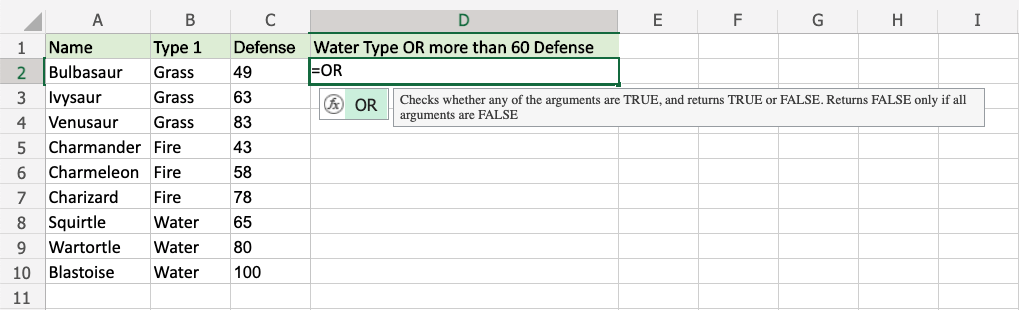 A B C D E F G H I
1 Name Type 1 Defense Water Type OR more than 60 Defense
2 Bulbasaur Grass 49 =OR
3 Ivysaur Grass 63
fx OR Checks whether any of the arguments are TRUE, and returns TRUE or FALSE. Returns FALSE only if all
arguments are FALSE
4 Venusaur Grass 83
5 Charmander Fire 43
6 Charmeleon Fire 58
7 Charizard Fire 78
8 Squirtle Water 65
9 Wartortle Water 80
10 Blastoise Water 100
11